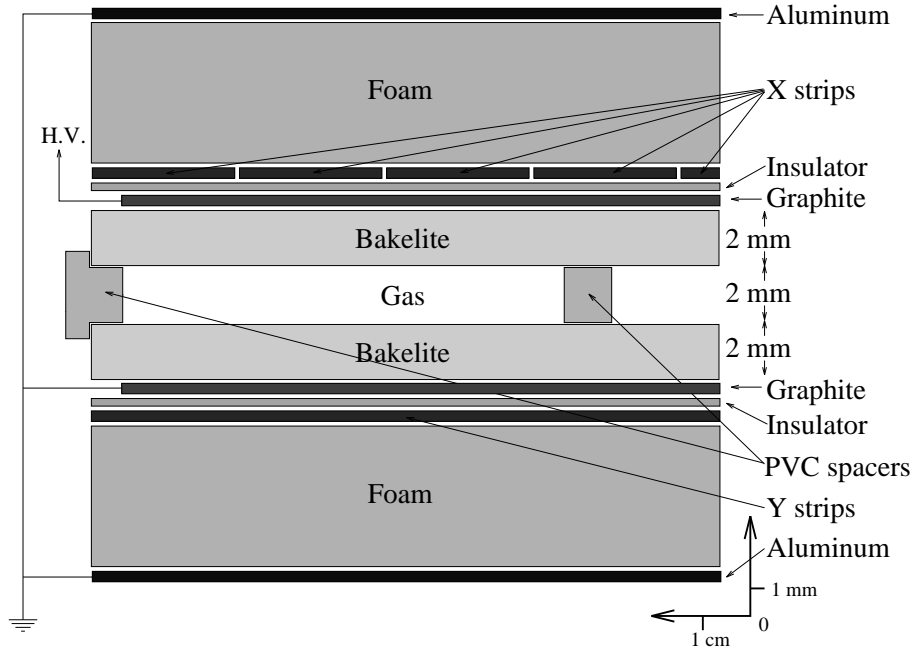 Aluminum
Foam
X strips
H.V.
Insulator
Graphite
Bakelite
2 mm
Gas
2 mm
Bakelite
2 mm
Graphite
Insulator
PVC spacers
Foam
Y strips
Aluminum
1 mm
0
1 cm